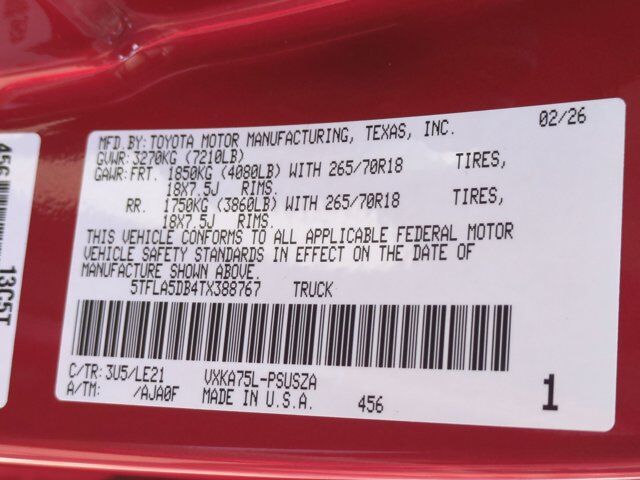 MFD. BY: TOYOTA MOTOR MANUFACTURING, TEXAS, INC. 02/26
GVWR: 3270KG (7210LB)
GAWR: FRT. 1850KG (4080LB) WITH 265/70R18 TIRES,
18X7.5J RIMS.
RR. 1750KG (3860LB) WITH 265/70R18 TIRES,
18X7.5J RIMS.
THIS VEHICLE CONFORMS TO ALL APPLICABLE FEDERAL MOTOR
VEHICLE SAFETY STANDARDS IN EFFECT ON THE DATE OF
MANUFACTURE SHOWN ABOVE.
5TFLA5DB4TX388767 TRUCK
C/TR: 3U5/LE21 VXKA75L-PSUSZA
A/TM: /AJA0F MADE IN U.S.A. 456 1
456
13C5T